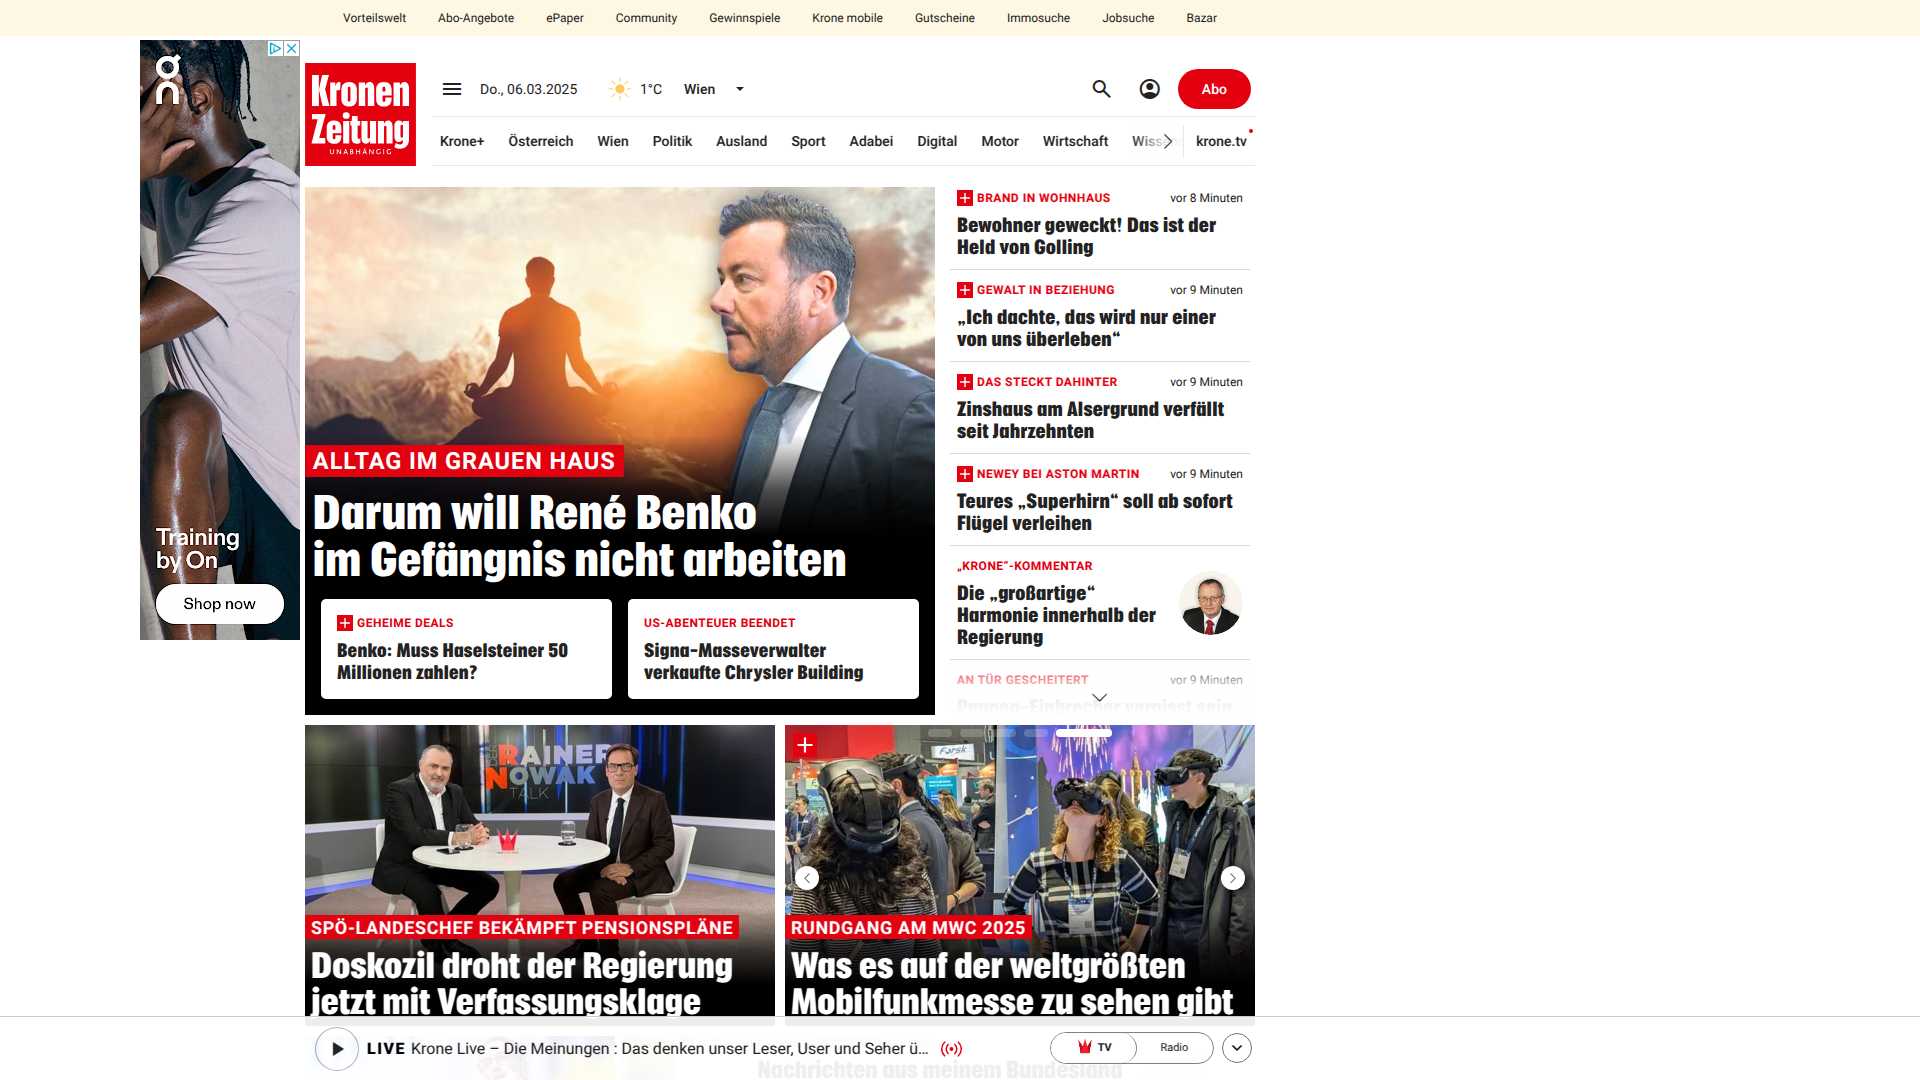 Vorteilswelt
Abo-Angebote
ePaper
Community
Gewinnspiele
Krone mobile
Gutscheine
Immosuche
Jobsuche
Bazar
On
Training
by On
Shop now
Kronen
Zeitung
UNABHÄNGIG
Do., 06.03.2025
1°C
Wien
Abo
Krone+
Österreich
Wien
Politik
Ausland
Sport
Adabei
Digital
Motor
Wirtschaft
krone.tv
ALLTAG IM GRAUEN HAUS
Darum will René Benko
im Gefängnis nicht arbeiten
GEHEIME DEALS
Benko: Muss Haselsteiner 50
Millionen zahlen?
US-ABENTEUER BEENDET
Signa-Masseverwalter
verkaufte Chrysler Building
BRAND IN WOHNHAUS
vor 8 Minuten
Bewohner geweckt! Das ist der
Held von Golling
GEWALT IN BEZIEHUNG
vor 9 Minuten
„Ich dachte, das wird nur einer
von uns überleben“
DAS STECKT DAHINTER
vor 9 Minuten
Zinshaus am Alsergrund verfällt
seit Jahrzehnten
NEWEY BEI ASTON MARTIN
vor 9 Minuten
Teures „Superhirn“ soll ab sofort
Flügel verleihen
„KRONE“-KOMMENTAR
Die „großartige“
Harmonie innerhalb der
Regierung
AN TÜR GESCHEITERT
vor 9 Minuten
RAINER
NOWAK
TALK
SPÖ-LANDESCHEF BEKÄMPFT PENSIONSPLÄNE
Doskozil droht der Regierung
jetzt mit Verfassungsklage
RUNDGANG AM MWC 2025
Was es auf der weltgrößten
Mobilfunkmesse zu sehen gibt
LIVE Krone Live – Die Meinungen : Das denken unser Leser, User und Seher ü...
TV
Radio
Nachrichten aus meinem Bundesland